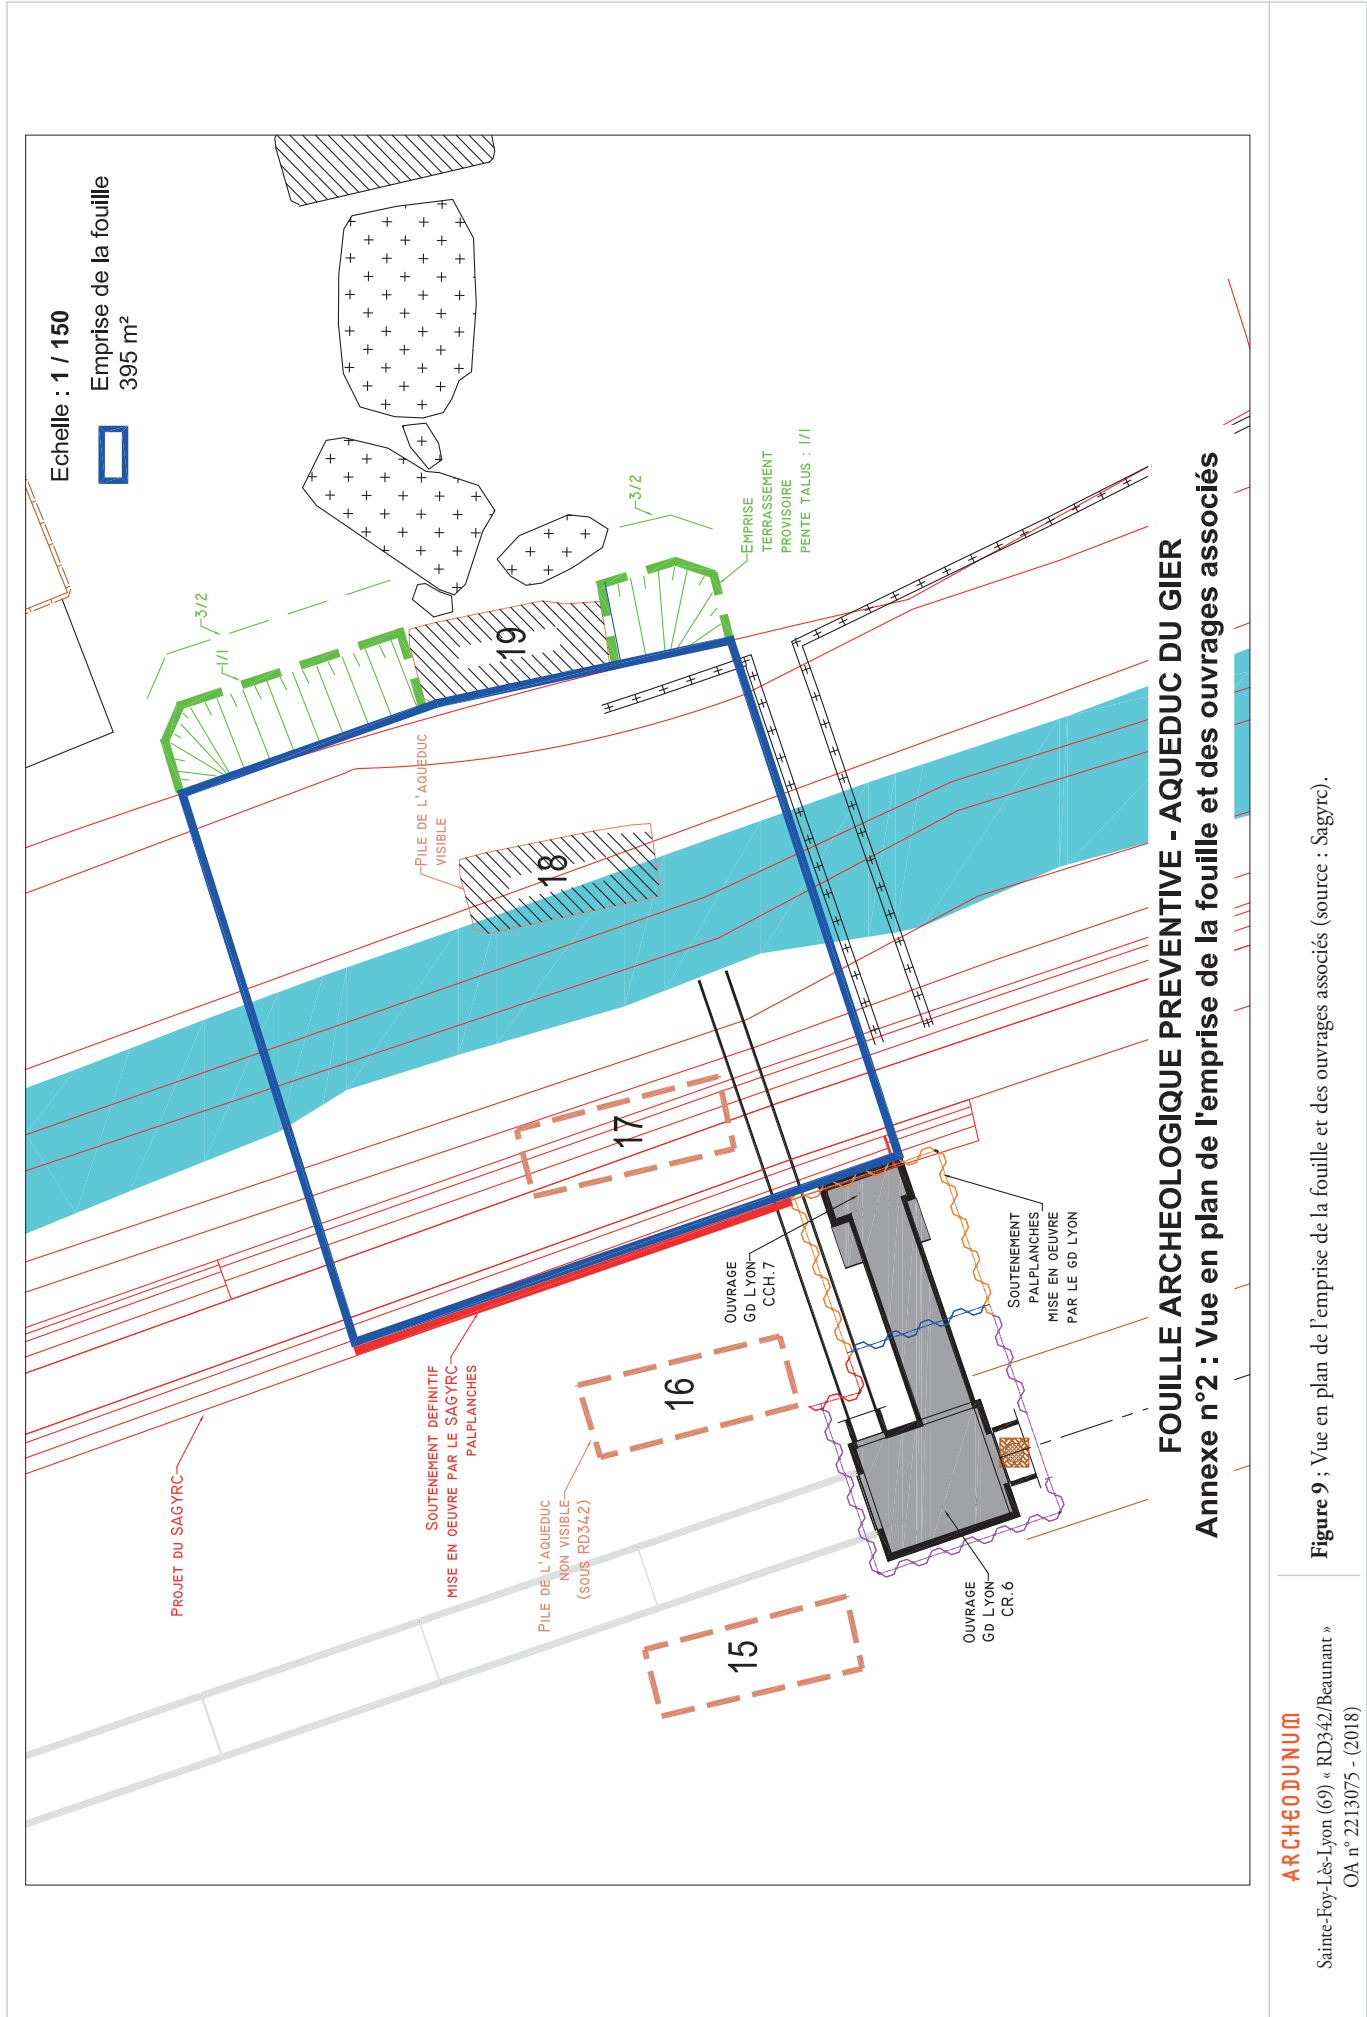 Echelle : 1 / 150
Emprise de la fouille
395 m²
3/2
1/1
3/2
EMPRISE
TERRASSEMENT
PROVISOIRE
PENTE TALUS : 1/1
19
PILE DE L'AQUEDUC
VISIBLE
18
17
PROJET DU SAGYRC
SOUTENEMENT DEFINITIF
MISE EN OEUVRE PAR LE SAGYRC
PALPLANCHES
OUVRAGE
GD LYON
CCH.7
SOUTENEMENT
PALPLANCHES
MISE EN OEUVRE
PAR LE GD LYON
16
PILE DE L'AQUEDUC
NON VISIBLE
(SOUS RD342)
15
OUVRAGE
GD LYON
CR.6
FOUILLE ARCHEOLOGIQUE PREVENTIVE - AQUEDUC DU GIER
Annexe n°2 : Vue en plan de l'emprise de la fouille et des ouvrages associés
ARCHEODUNUM
Sainte-Foy-Lès-Lyon (69) « RD342/Beaunant »
OA n° 2213075 - (2018)
Figure 9 ; Vue en plan de l'emprise de la fouille et des ouvrages associés (source : Sagyrc).